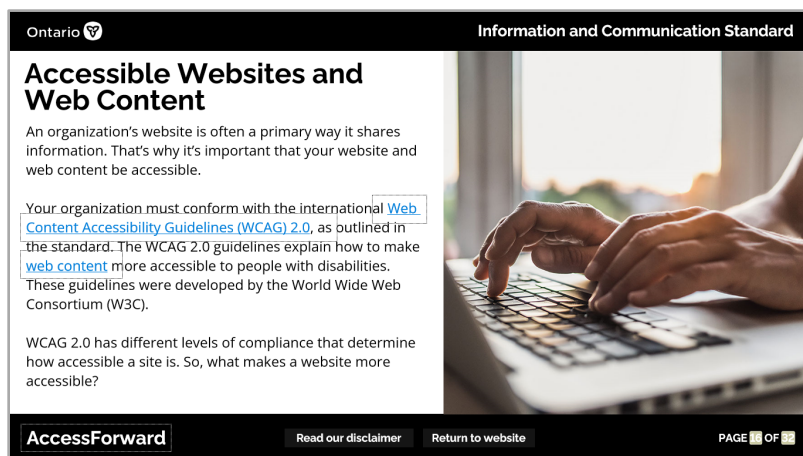 Ontario
Information and Communication Standard
Accessible Websites and
Web Content
An organization's website is often a primary way it shares
information. That's why it's important that your website and
web content be accessible.
Your organization must conform with the international Web
Content Accessibility Guidelines (WCAG) 2.0, as outlined in
the standard. The WCAG 2.0 guidelines explain how to make
web content more accessible to people with disabilities.
These guidelines were developed by the World Wide Web
Consortium (W3C).
WCAG 2.0 has different levels of compliance that determine
how accessible a site is. So, what makes a website more
accessible?
AccessForward
Read our disclaimer
Return to website
PAGE 16 OF 32